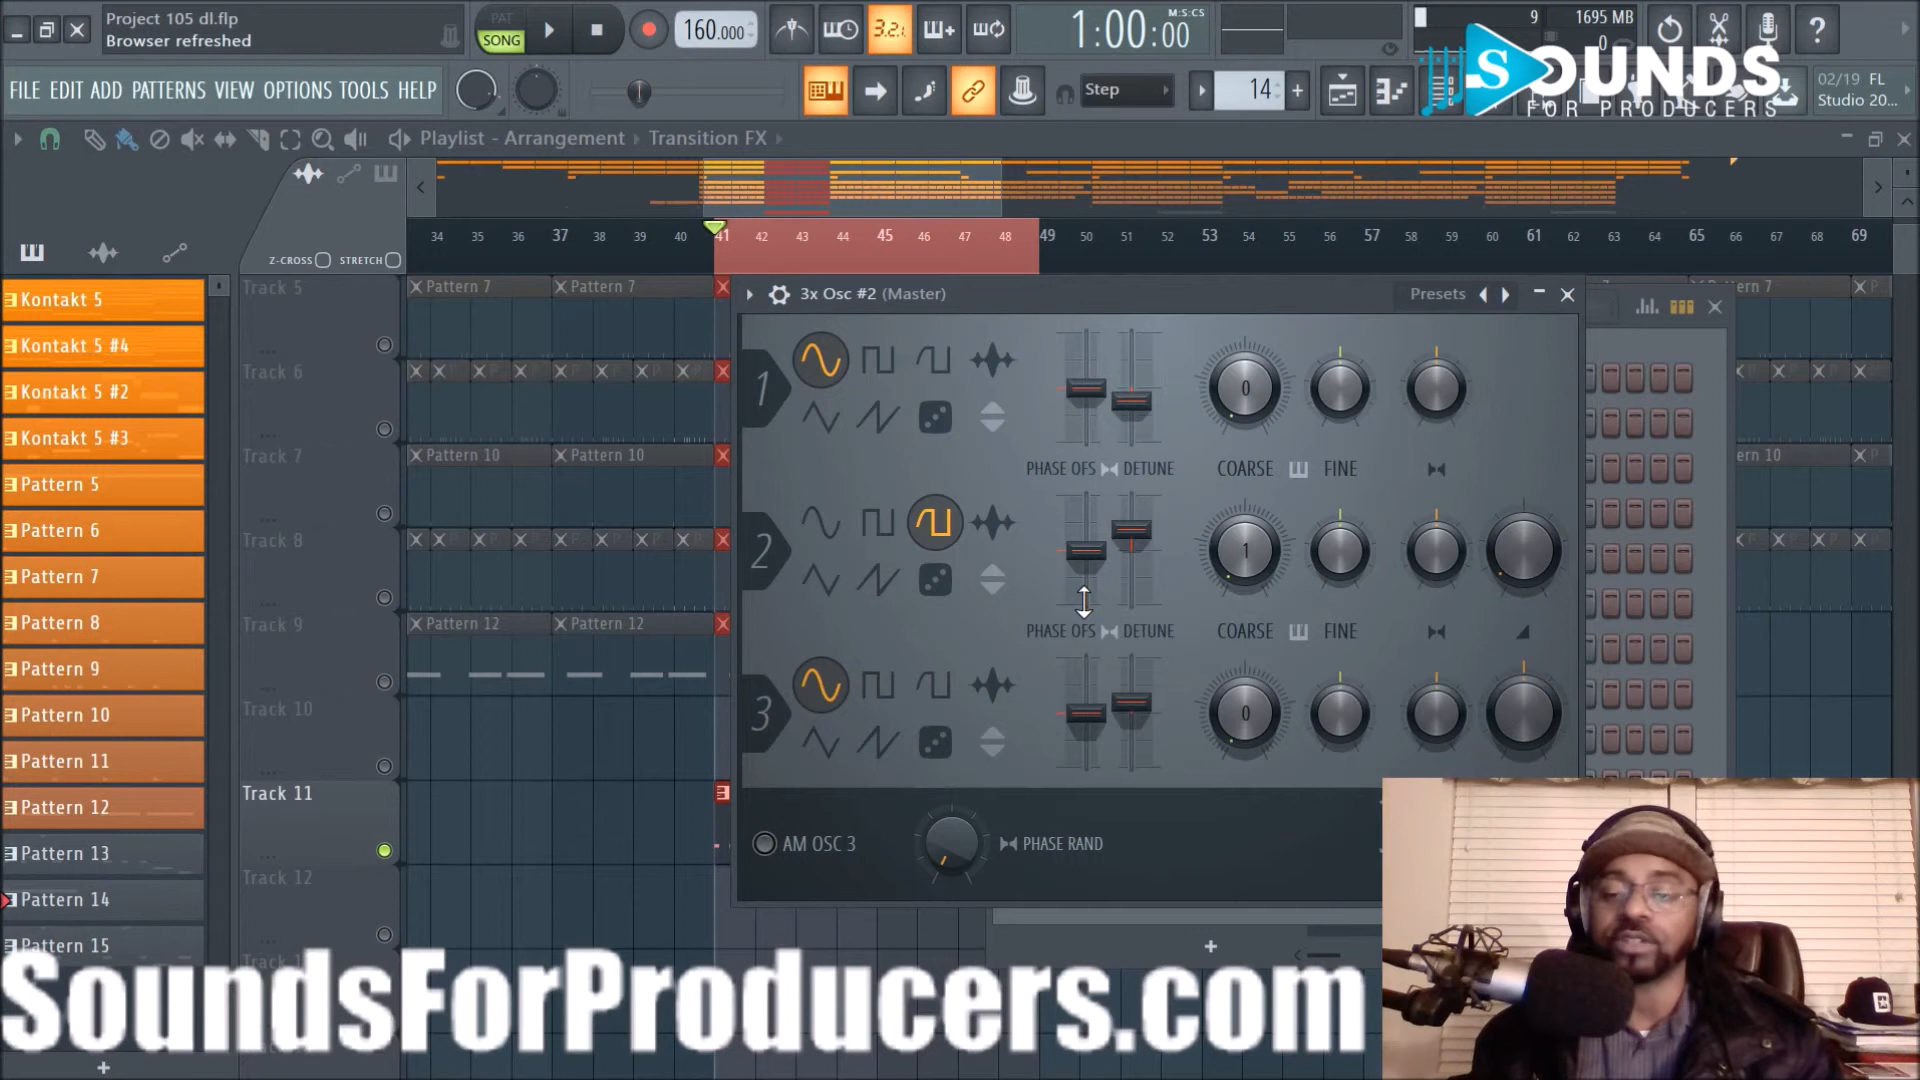 Project 105 dl.flp
Browser refreshed
PAT
SONG
160.000
3.2.
1:00:00
M:S:CS
9
1695 MB
0
SOUNDS
FOR PRODUCERS
FILE EDIT ADD PATTERNS VIEW OPTIONS TOOLS HELP
Step
14
02/19 FL
Studio 20...
Playlist - Arrangement Transition FX
34 35 36 37 38 39 40 41 42 43 44 45 46 47 48 49 50 51 52 53 54 55 56 57 58 59 60 61 62 63 64 65 66 67 68 69
Z-CROSS STRETCH
Kontakt 5
Kontakt 5 #4
Kontakt 5 #2
Kontakt 5 #3
Pattern 5
Pattern 6
Pattern 7
Pattern 8
Pattern 9
Pattern 10
Pattern 11
Pattern 12
Pattern 13
Pattern 14
Pattern 15
Track 5
Pattern 7 Pattern 7
Track 6
Track 7
Pattern 10 Pattern 10
Track 8
Track 9
Pattern 12 Pattern 12
Track 10
Track 11
Track 12
3x Osc #2 (Master)
Presets
1
0
PHASE OFS DETUNE COARSE FINE
2
1
PHASE OFS DETUNE COARSE FINE
3
0
AM OSC 3
PHASE RAND
SoundsForProducers.com